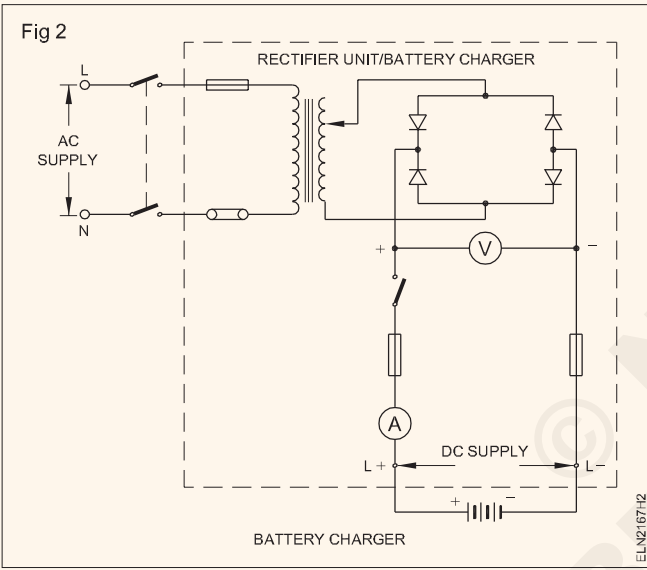 Fig 2
RECTIFIER UNIT/BATTERY CHARGER
L
AC
SUPPLY
N
+
V
–
A
DC SUPPLY
L +
L –
+
–
BATTERY CHARGER
ELN2167H2
©